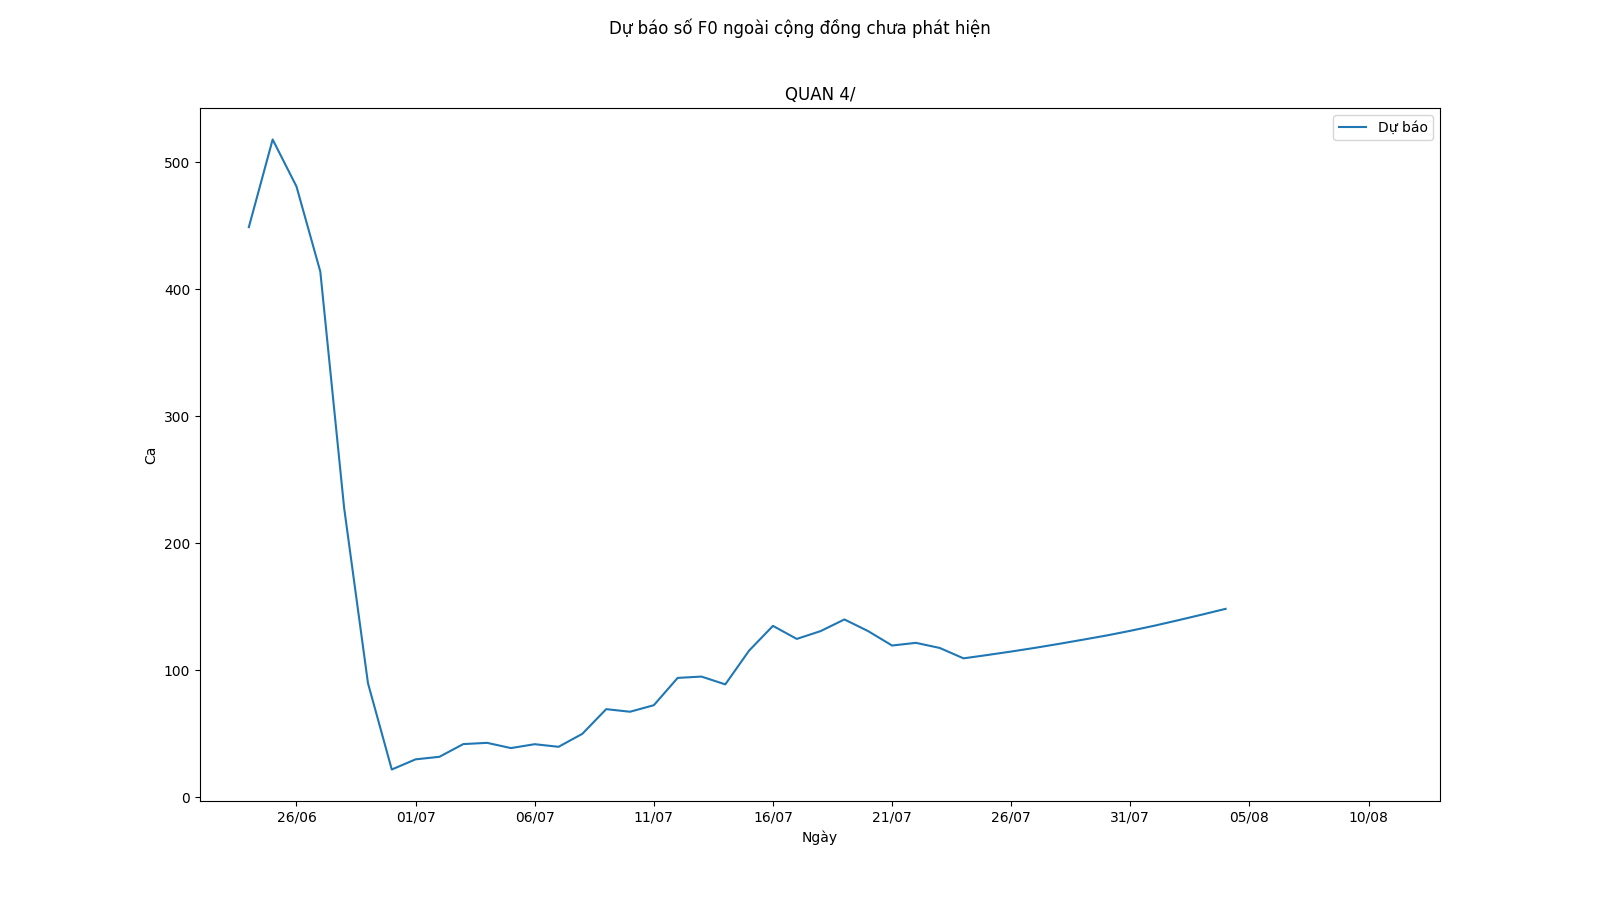 Dự báo số F0 ngoài cộng đồng chưa phát hiện
QUAN 4/
Dự báo
500
400
300
200
100
0
Ca
26/06 01/07 06/07 11/07 16/07 21/07 26/07 31/07 05/08 10/08
Ngày